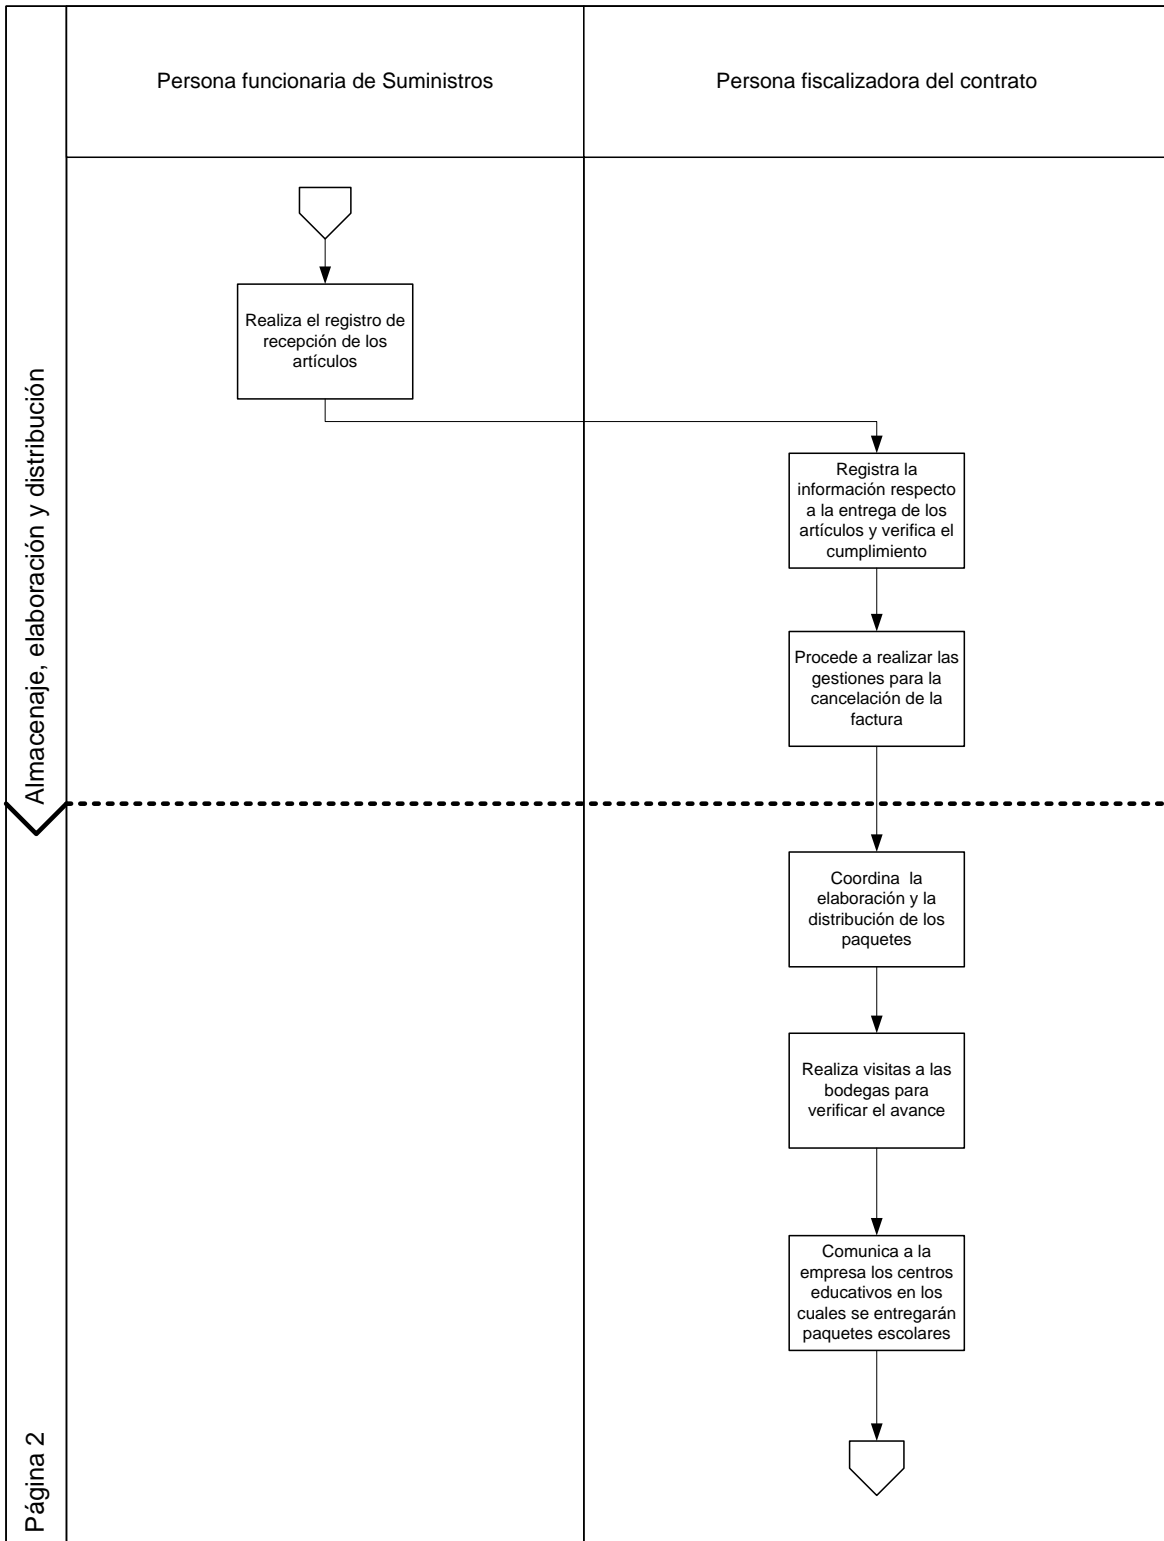 Persona funcionaria de Suministros
Persona fiscalizadora del contrato
Almacenaje, elaboración y distribución
Realiza el registro de
recepción de los
artículos
Registra la
información respecto
a la entrega de los
artículos y verifica el
cumplimiento
Procede a realizar las
gestiones para la
cancelación de la
factura
Coordina  la
elaboración y la
distribución de los
paquetes
Realiza visitas a las
bodegas para
verificar el avance
Comunica a la
empresa los centros
educativos en los
cuales se entregarán
paquetes escolares
Página 2